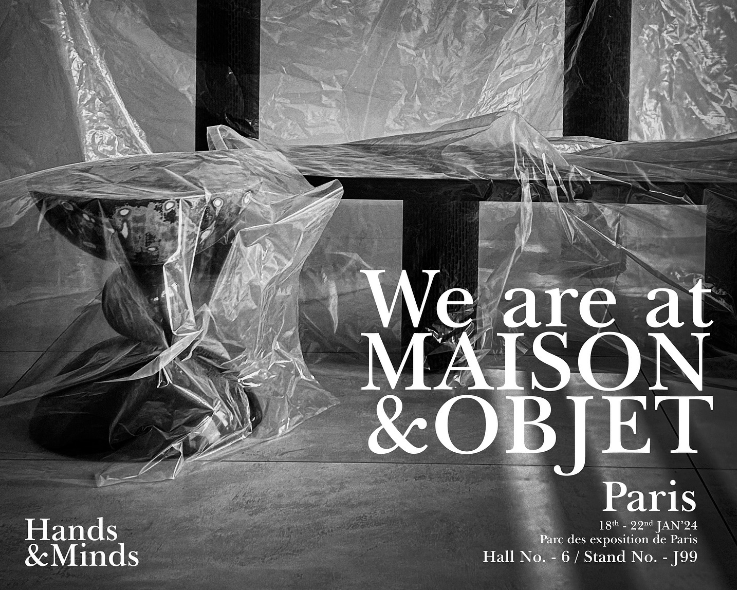 We are at
MAISON
&OBJET
Paris
18th - 22nd JAN'24
Parc des exposition de Paris
Hall No. - 6 / Stand No. - J99
Hands
&Minds